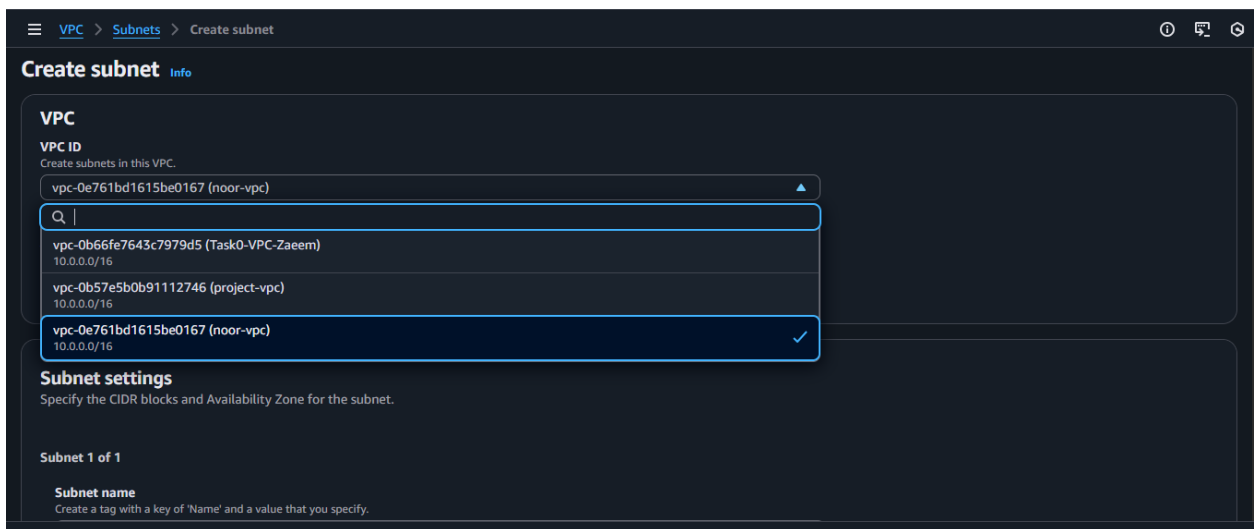 VPC > Subnets > Create subnet
Create subnet Info
VPC
VPC ID
Create subnets in this VPC.
vpc-0e761bd1615be0167 (noor-vpc)
vpc-0b66fe7643c7979d5 (Task0-VPC-Zaeem)
10.0.0.0/16
vpc-0b57e5b0b91112746 (project-vpc)
10.0.0.0/16
vpc-0e761bd1615be0167 (noor-vpc)
10.0.0.0/16
Subnet settings
Specify the CIDR blocks and Availability Zone for the subnet.
Subnet 1 of 1
Subnet name
Create a tag with a key of 'Name' and a value that you specify.